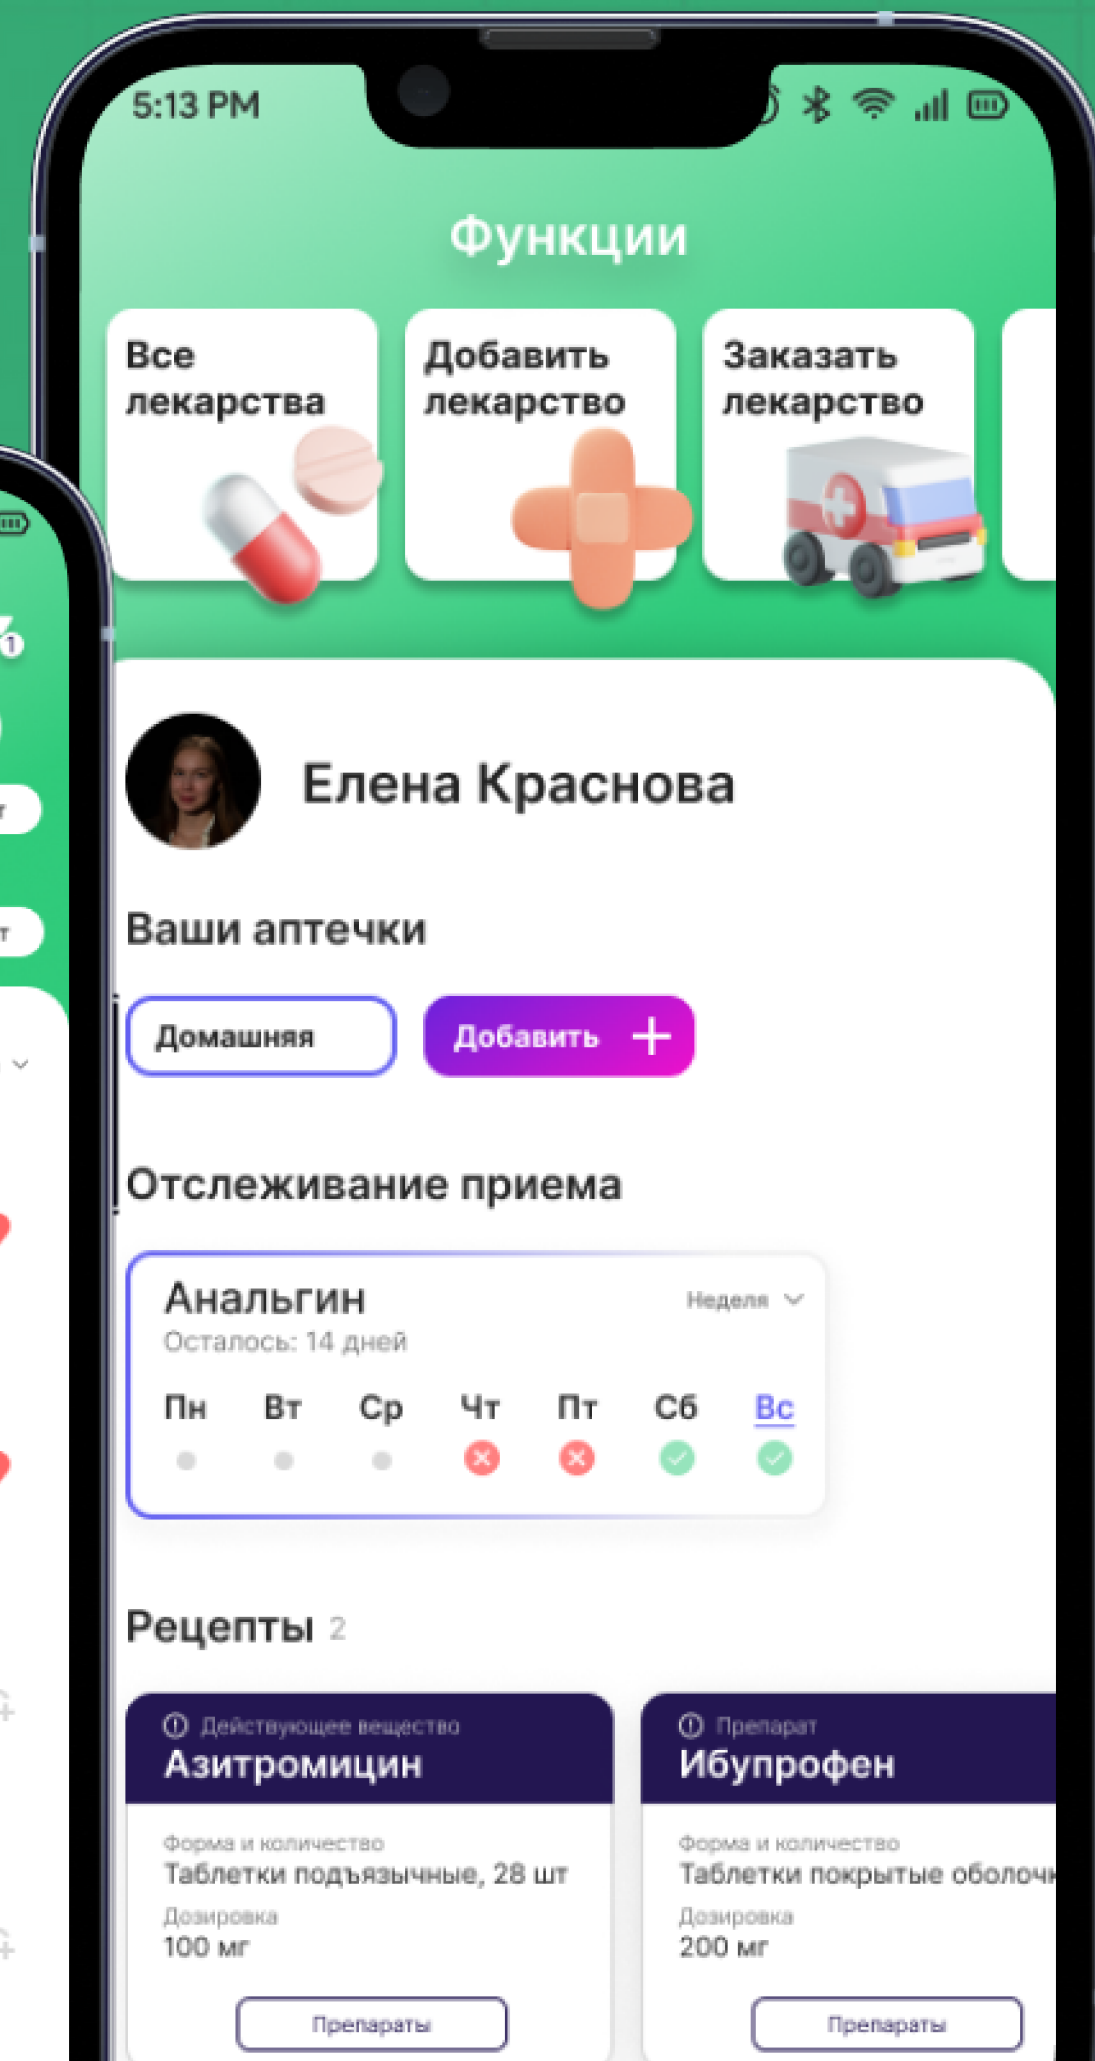 5:13 PM
Функции
Все
лекарства
Добавить
лекарство
Заказать
лекарство
1
т
т
Елена Краснова
Ваши аптечки
Домашняя
Добавить
Отслеживание приема
Анальгин
Неделя
Осталось: 14 дней
Пн Вт Ср Чт Пт Сб Вс
Рецепты 2
Действующее вещество
Азитромицин
Форма и количество
Таблетки подъязычные, 28 шт
Дозировка
100 мг
Препараты
Препарат
Ибупрофен
Форма и количество
Таблетки покрытые оболочк
Дозировка
200 мг
Препараты